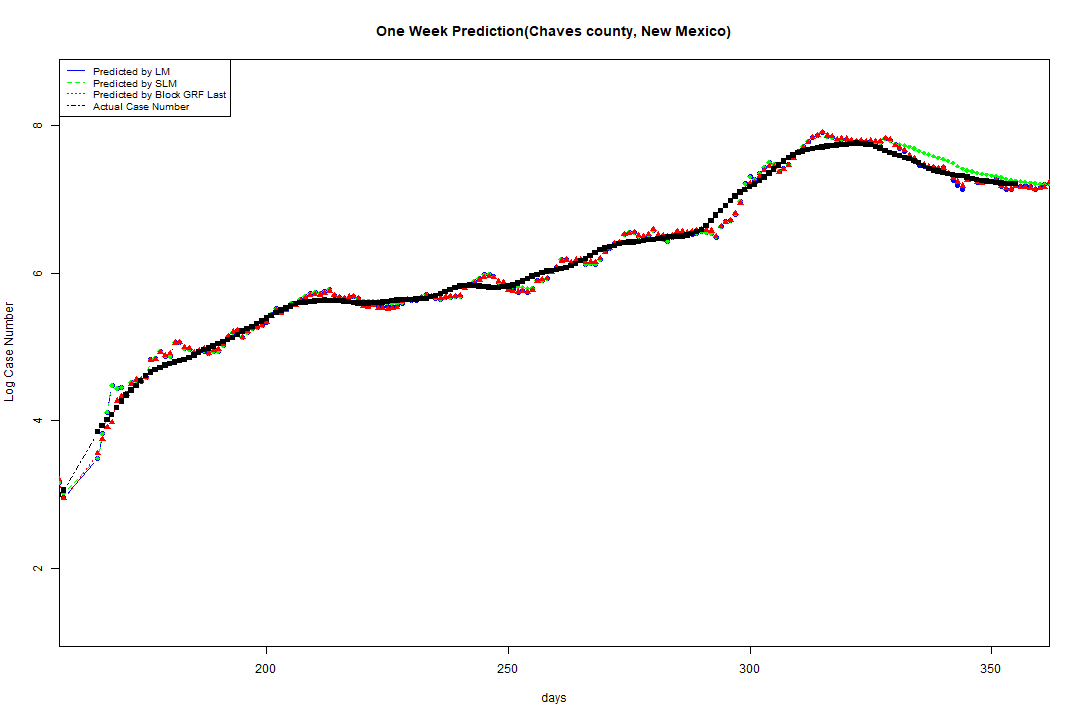 One Week Prediction(Chaves county, New Mexico)
Predicted by LM
Predicted by SLM
Predicted by Block GRF Last
Actual Case Number
8
6
4
2
Log Case Number
200 250 300 350
days